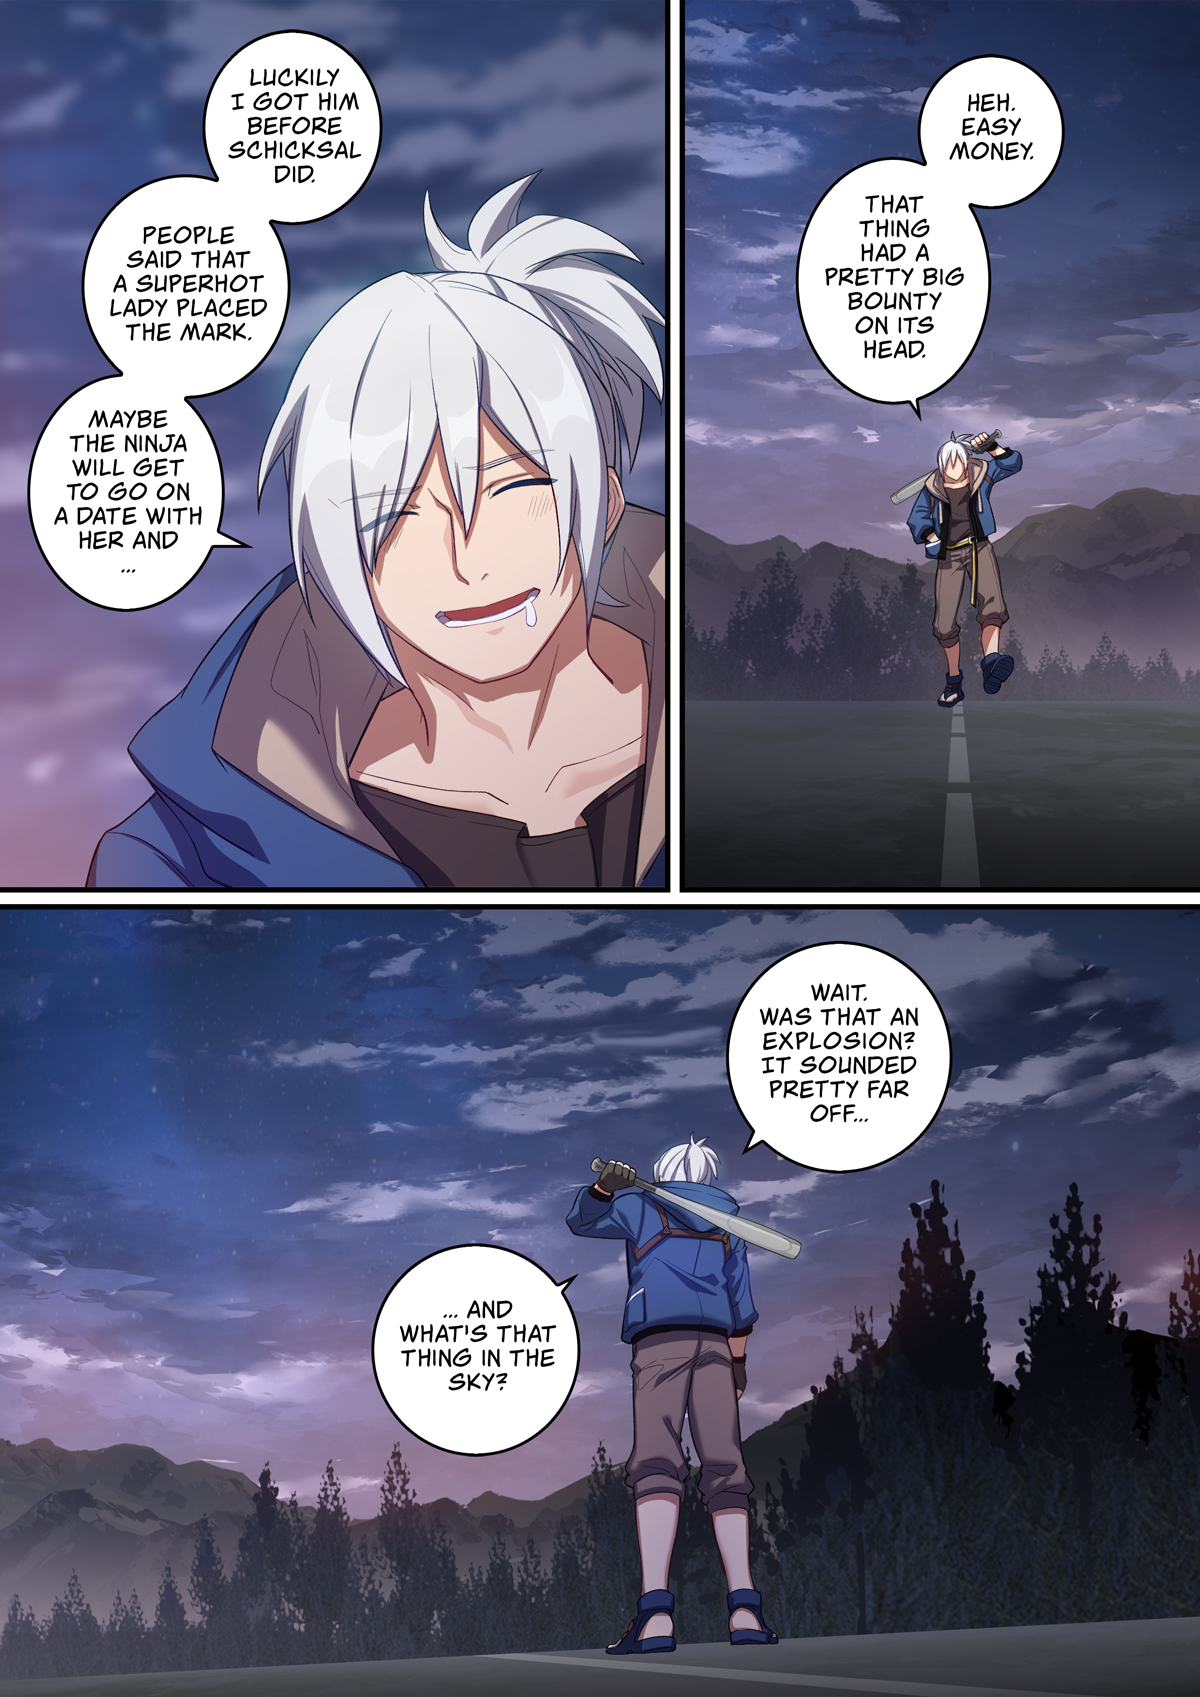 HEH.
EASY
MONEY.
THAT
THING
HAD A
PRETTY BIG
BOUNTY
ON ITS
HEAD.
LUCKILY
I GOT HIM
BEFORE
SCHICKSAL
DID.
PEOPLE
SAID THAT
A SUPERHOT
LADY PLACED
THE MARK.
MAYBE
THE NINJA
WILL GET
TO GO ON
A DATE WITH
HER AND
...
WAIT.
WAS THAT AN
EXPLOSION?
IT SOUNDED
PRETTY FAR
OFF...
... AND
WHAT'S THAT
THING IN THE
SKY?